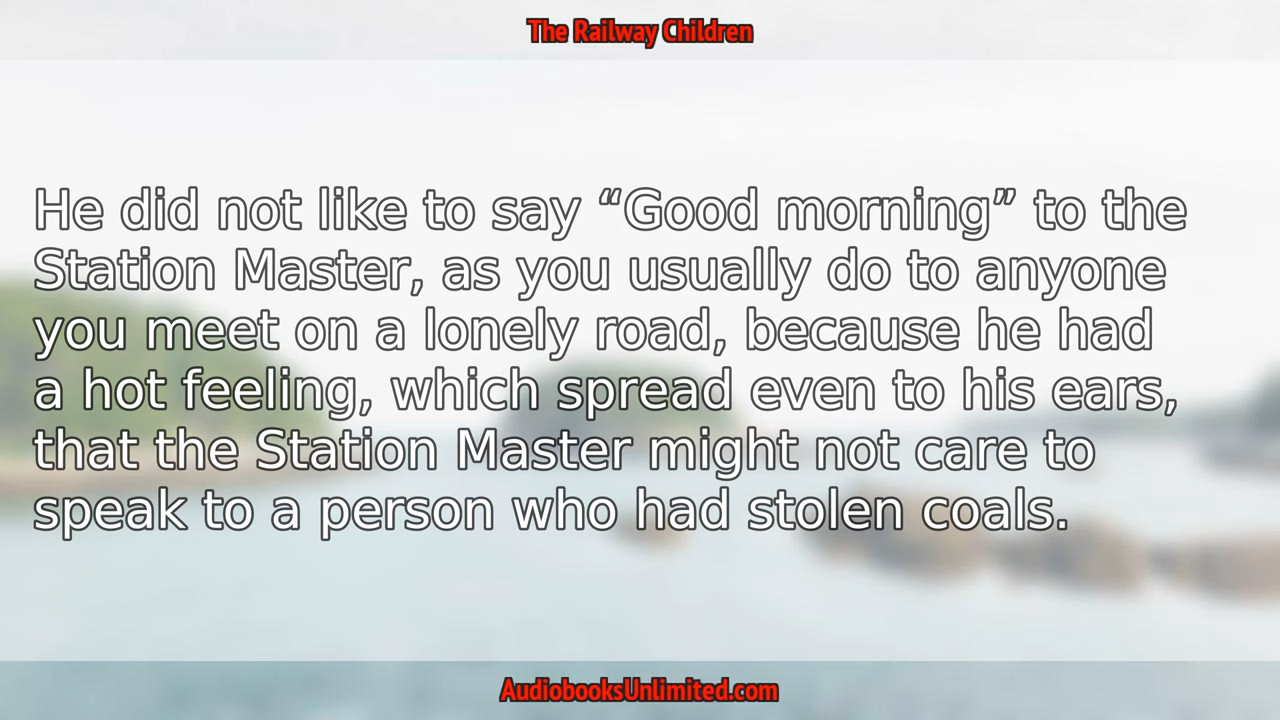 The Railway Children
He did not like to say “Good morning” to the
Station Master, as you usually do to anyone
you meet on a lonely road, because he had
a hot feeling, which spread even to his ears,
that the Station Master might not care to
speak to a person who had stolen coals.
AudiobooksUnlimited.com